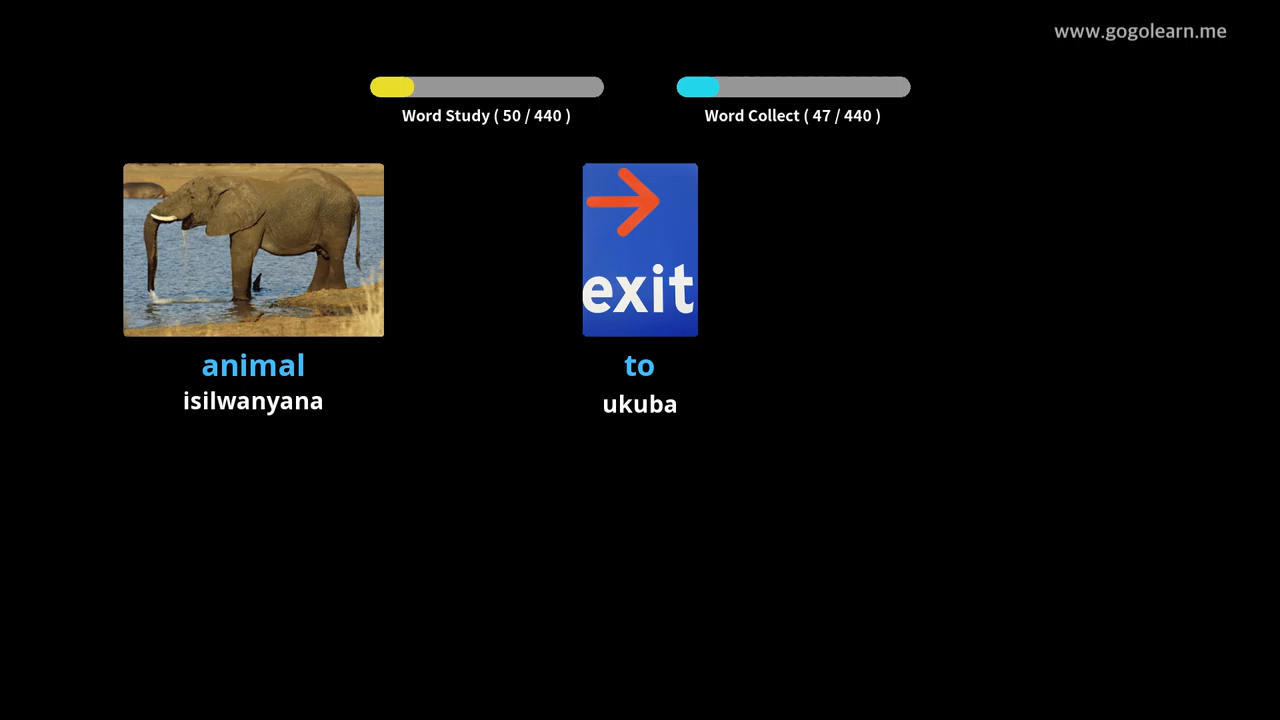 www.gogolearn.me
Word Study ( 50 / 440 )
Word Collect ( 47 / 440 )
exit
animal
isilwanyana
to
ukuba